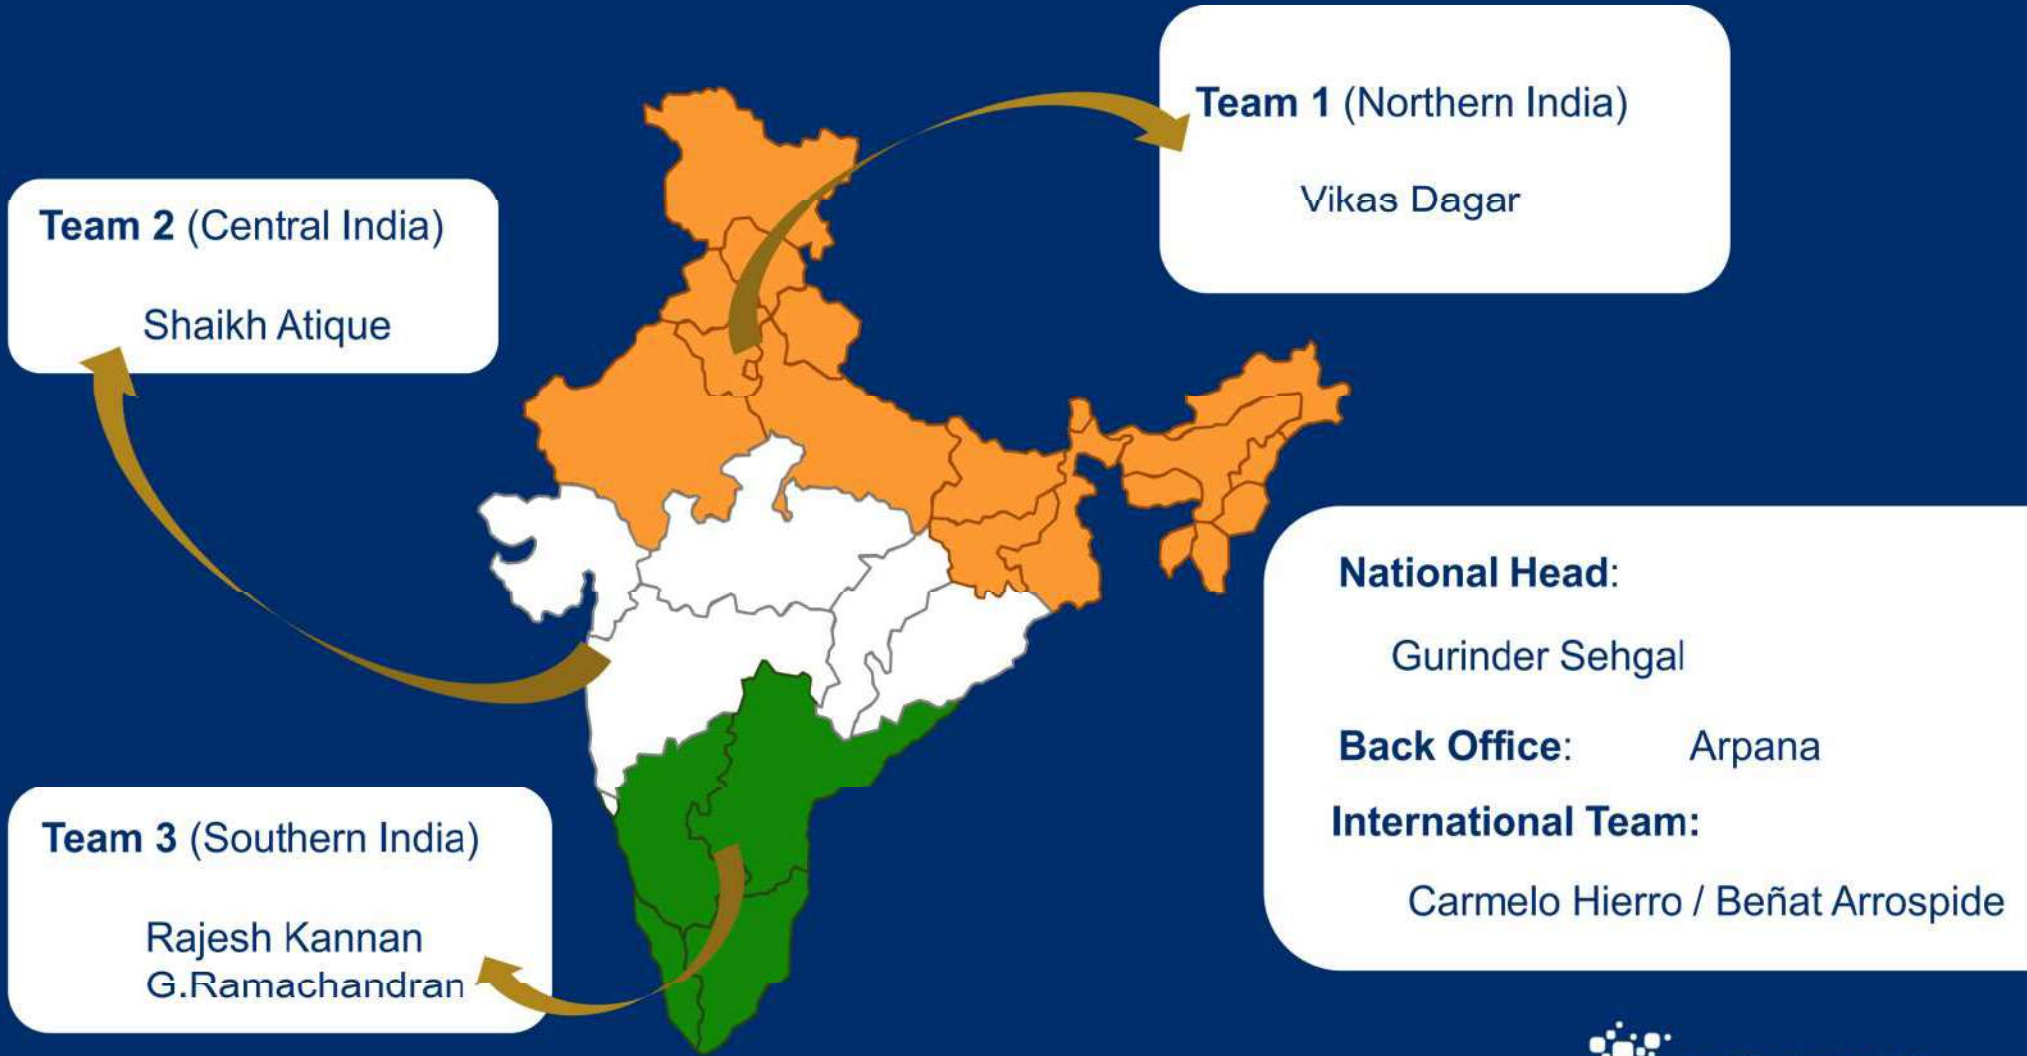 Team 1 (Northern India)
Vikas Dagar
Team 2 (Central India)
Shaikh Atique
National Head:
Gurinder Sehgal
Back Office: Arpana
International Team:
Carmelo Hierro / Beñat Arrospide
Team 3 (Southern India)
Rajesh Kannan
G.Ramachandran